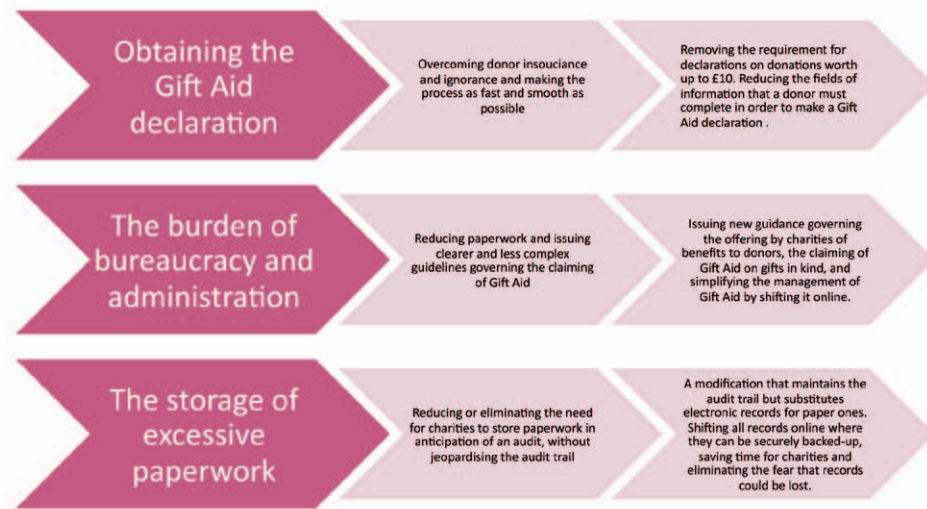 Obtaining the
Gift Aid
declaration
Overcoming donor insouciance
and ignorance and making the
process as fast and smooth as
possible
Removing the requirement for
declarations on donations worth
up to £10. Reducing the fields of
information that a donor must
complete in order to make a Gift
Aid declaration .
The burden of
bureaucracy and
administration
Reducing paperwork and issuing
clearer and less complex
guidelines governing the claiming
of Gift Aid
Issuing new guidance governing
the offering by charities of
benefits to donors, the claiming of
Gift Aid on gifts in kind, and
simplifying the management of
Gift Aid by shifting it online.
The storage of
excessive
paperwork
Reducing or eliminating the need
for charities to store paperwork in
anticipation of an audit, without
jeopardising the audit trail
A modification that maintains the
audit trail but substitutes
electronic records for paper ones.
Shifting all records online where
they can be securely backed-up,
saving time for charities and
eliminating the fear that records
could be lost.